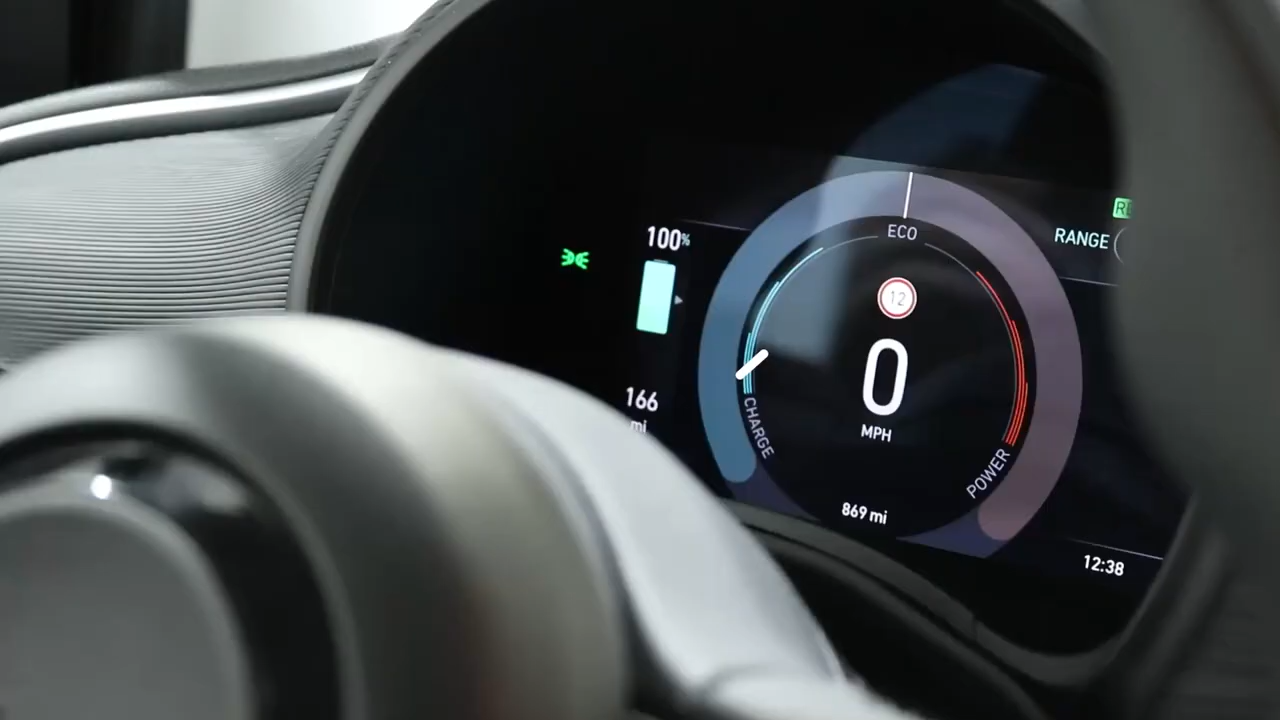 100%
166
mi
ECO
12
0
MPH
CHARGE
POWER
869 mi
RANGE
12:38